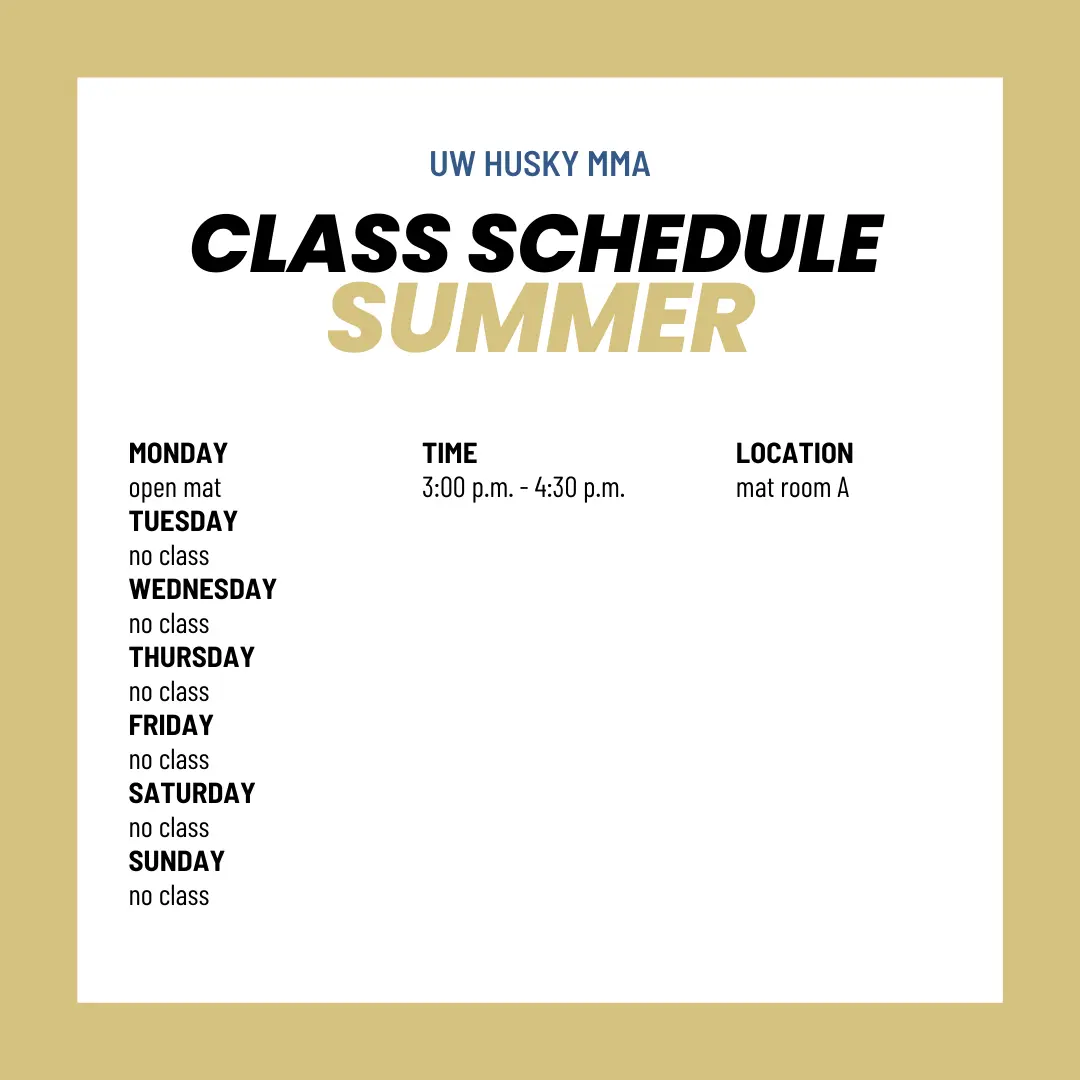 UW HUSKY MMA
CLASS SCHEDULE
SUMMER
MONDAY TIME LOCATION
open mat 3:00 p.m. - 4:30 p.m. mat room A
TUESDAY
no class
WEDNESDAY
no class
THURSDAY
no class
FRIDAY
no class
SATURDAY
no class
SUNDAY
no class